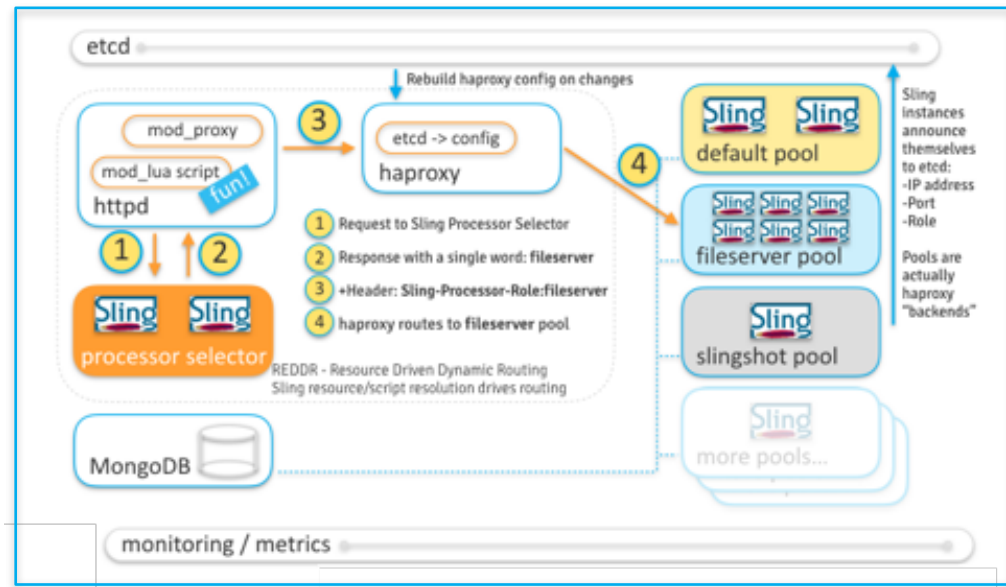 etcd
Rebuild haproxy config on changes
mod_proxy
mod_lua script
fun!
httpd
3
etcd -> config
haproxy
1
2
1 Request to Sling Processor Selector
2 Response with a single word: fileserver
3 +Header: Sling-Processor-Role:fileserver
4 haproxy routes to fileserver pool
Sling Sling
processor selector
REDDR - Resource Driven Dynamic Routing
Sling resource/script resolution drives routing
MongoDB
4
Sling Sling
default pool
Sling Sling Sling
Sling Sling Sling
fileserver pool
Sling
slingshot pool
Sling
more pools...
Sling
instances
announce
themselves
to etcd:
-IP address
-Port
-Role
Pools are
actually
haproxy
"backends"
monitoring / metrics